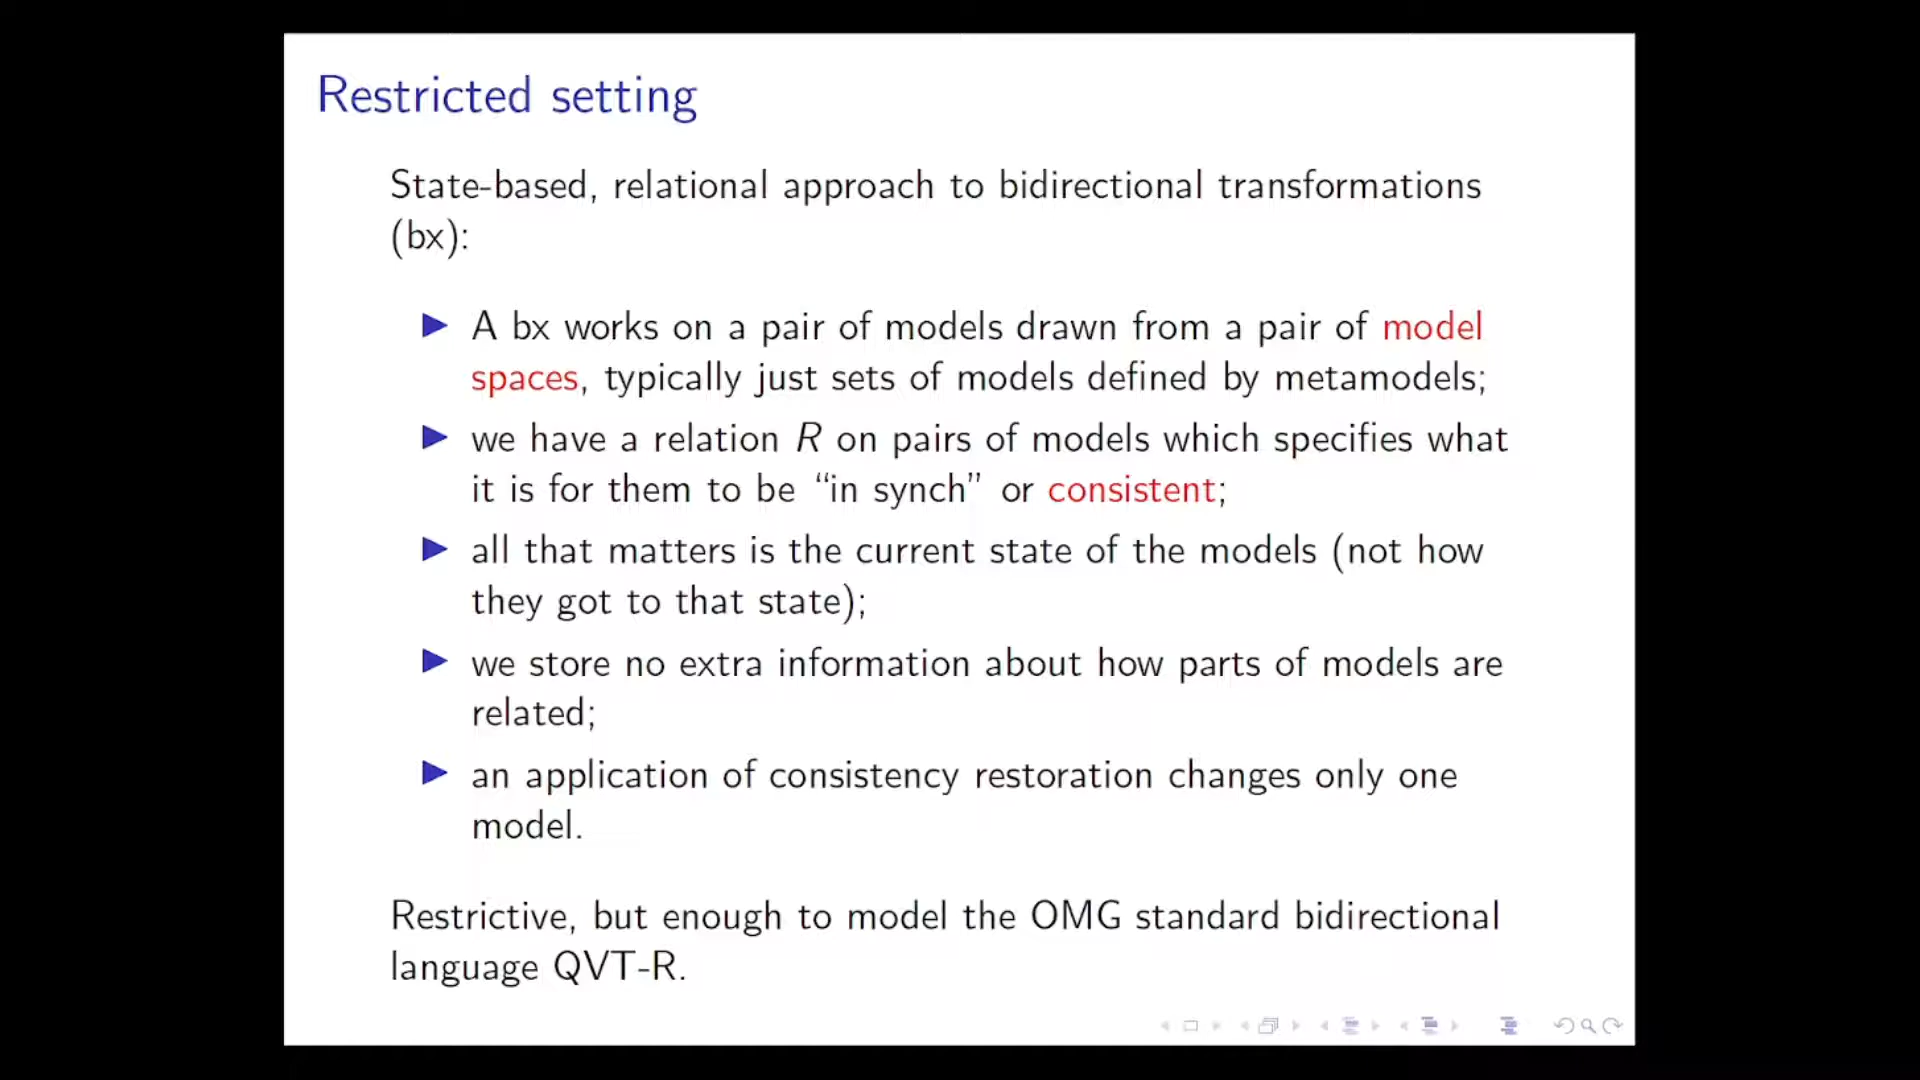 Restricted setting
State-based, relational approach to bidirectional transformations
(bx):
A bx works on a pair of models drawn from a pair of model
spaces, typically just sets of models defined by metamodels;
we have a relation R on pairs of models which specifies what
it is for them to be “in synch” or consistent;
all that matters is the current state of the models (not how
they got to that state);
we store no extra information about how parts of models are
related;
an application of consistency restoration changes only one
model.
Restrictive, but enough to model the OMG standard bidirectional
language QVT-R.